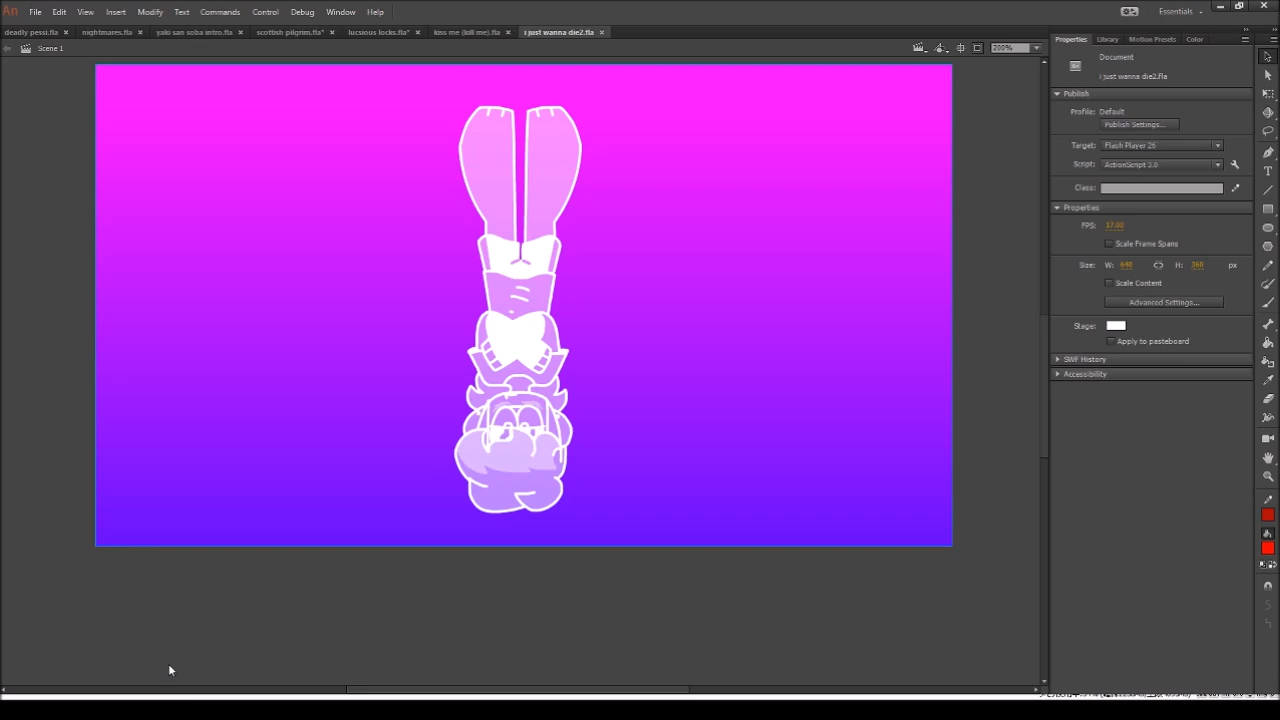 An File Edit View Insert Modify Text Commands Control Debug Window Help Essentials
deadly pessi.fla × nightmares.fla × yaki san soba intro.fla × scottish pilgrim.fla* × lucsious locks.fla* × kiss me (kill me).fla × i just wanna die2.fla ×
Scene 1 200%
Properties Library Motion Presets Color
Document
i just wanna die2.fla
Publish
Profile: Default
Publish Settings...
Target: Flash Player 26
Script: ActionScript 3.0
Class:
Properties
FPS: 17.00
Scale Frame Spans
Size: W: 640 H: 360 px
Scale Content
Advanced Settings...
Stage:
Apply to pasteboard
SWF History
Accessibility